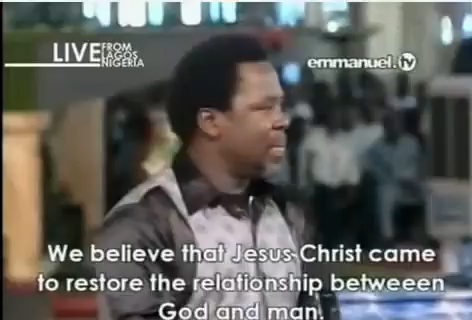 LIVE FROM LAGOS NIGERIA
emmanuel.tv
We believe that Jesus Christ came
to restore the relationship betweeen
God and man.